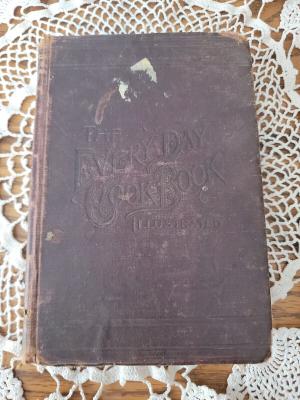 THE
EVERY-DAY
COOK-BOOK
ILLUSTRATED